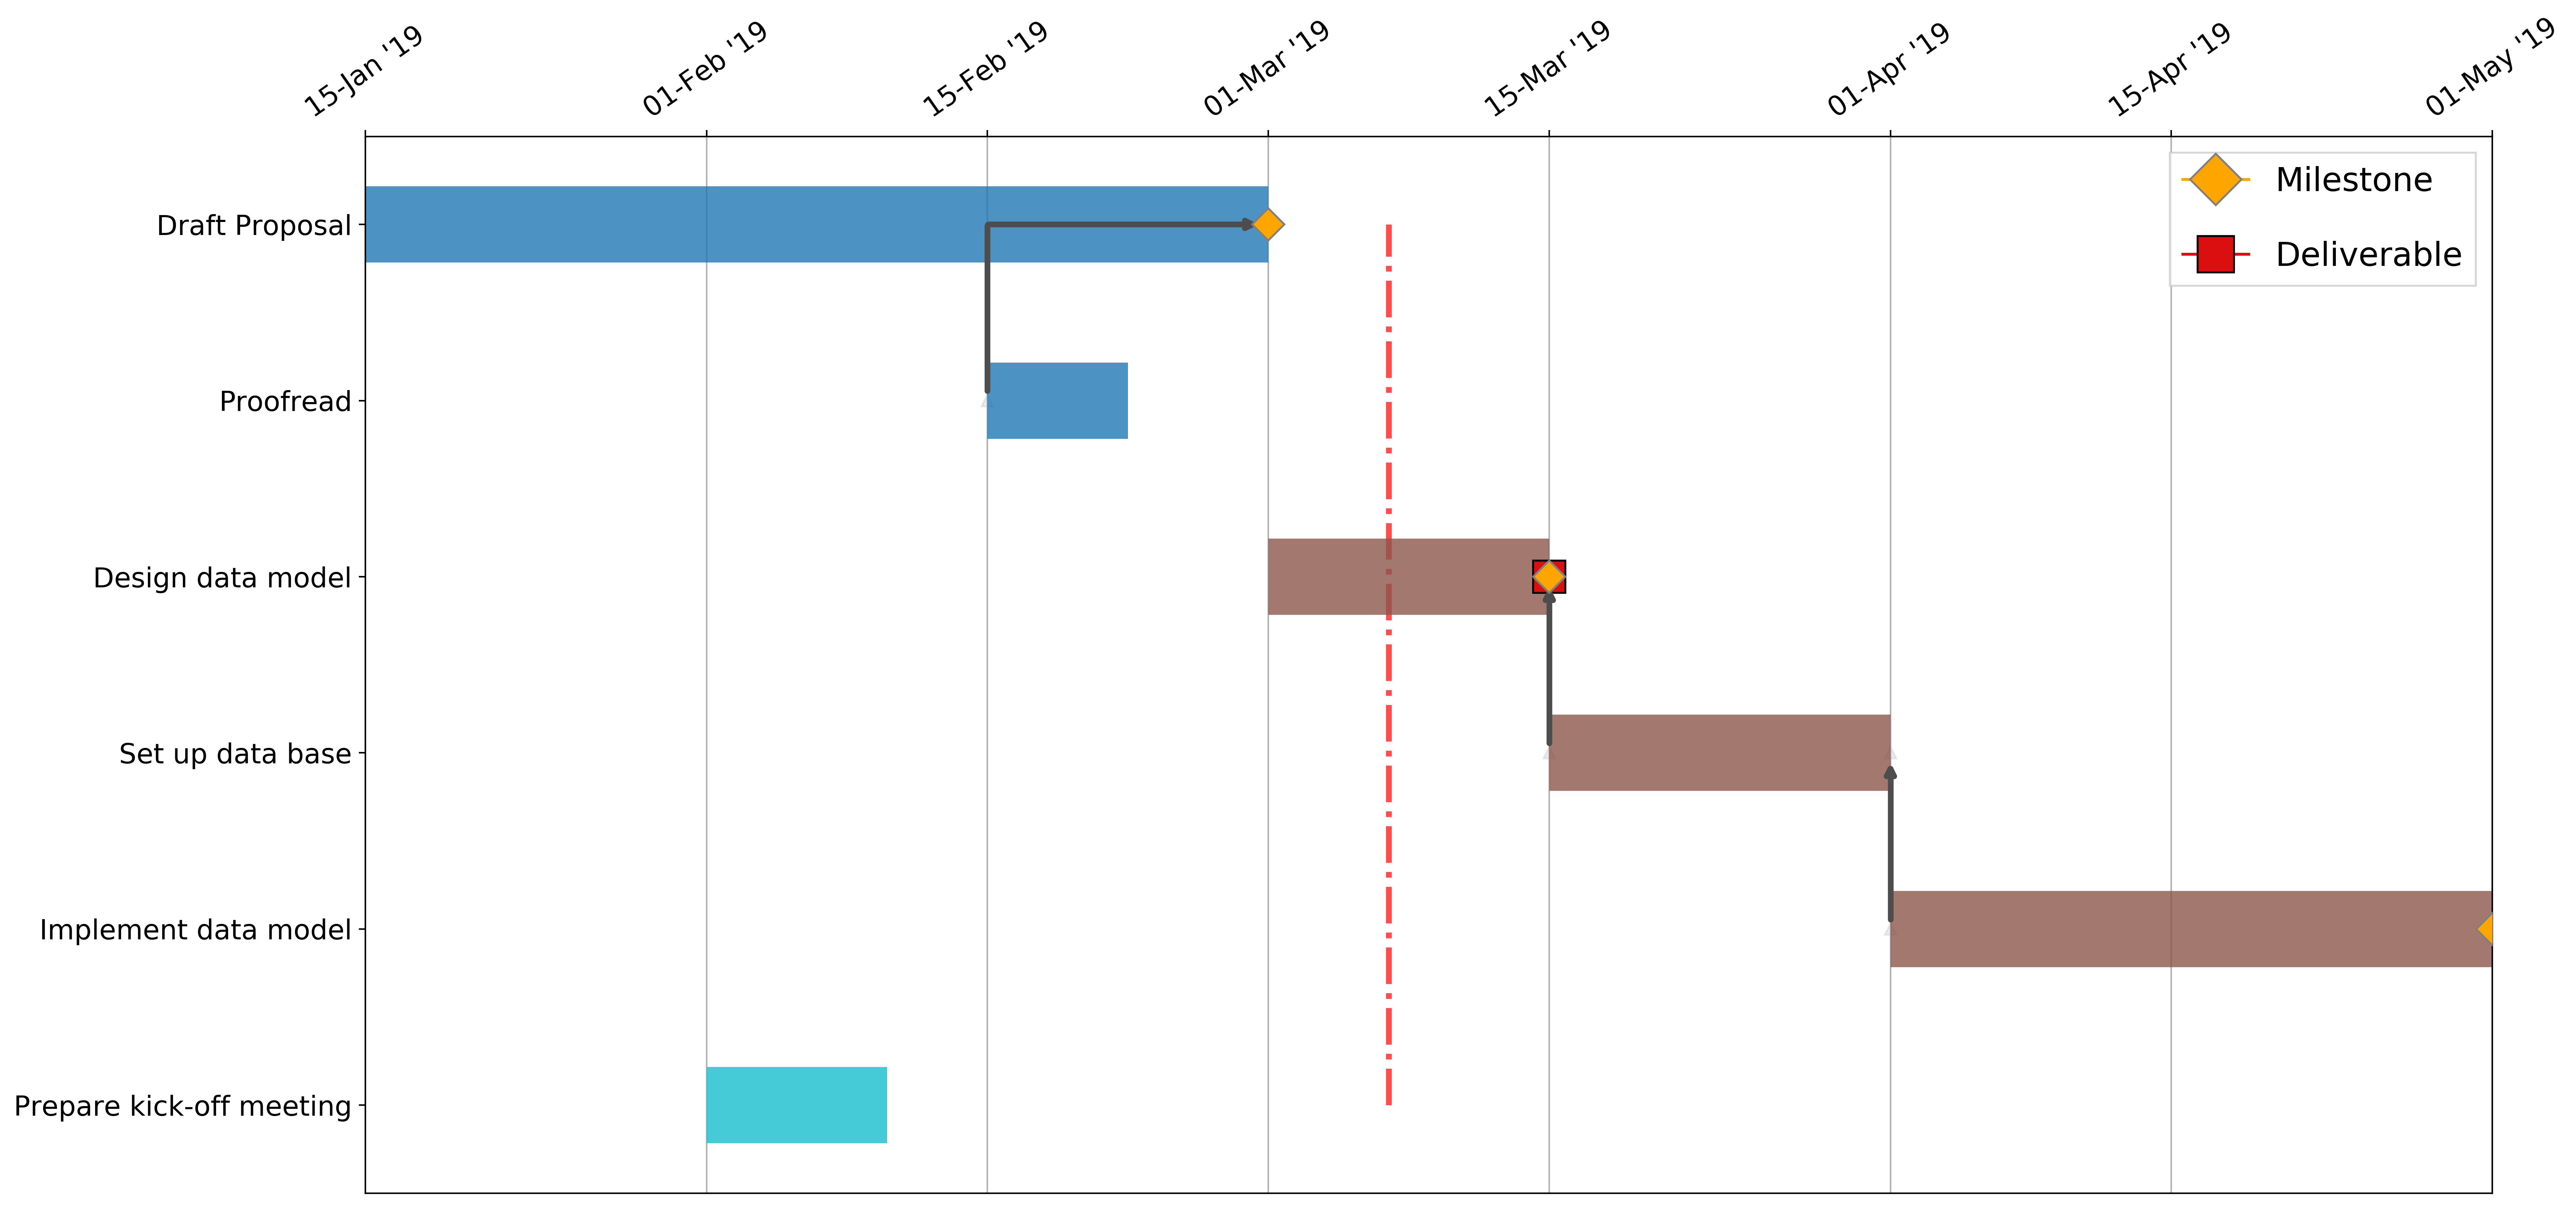 15-Jan '19
01-Feb '19
15-Feb '19
01-Mar '19
15-Mar '19
01-Apr '19
15-Apr '19
01-May '19
Milestone
Deliverable
Draft Proposal
Proofread
Design data model
Set up data base
Implement data model
Prepare kick-off meeting